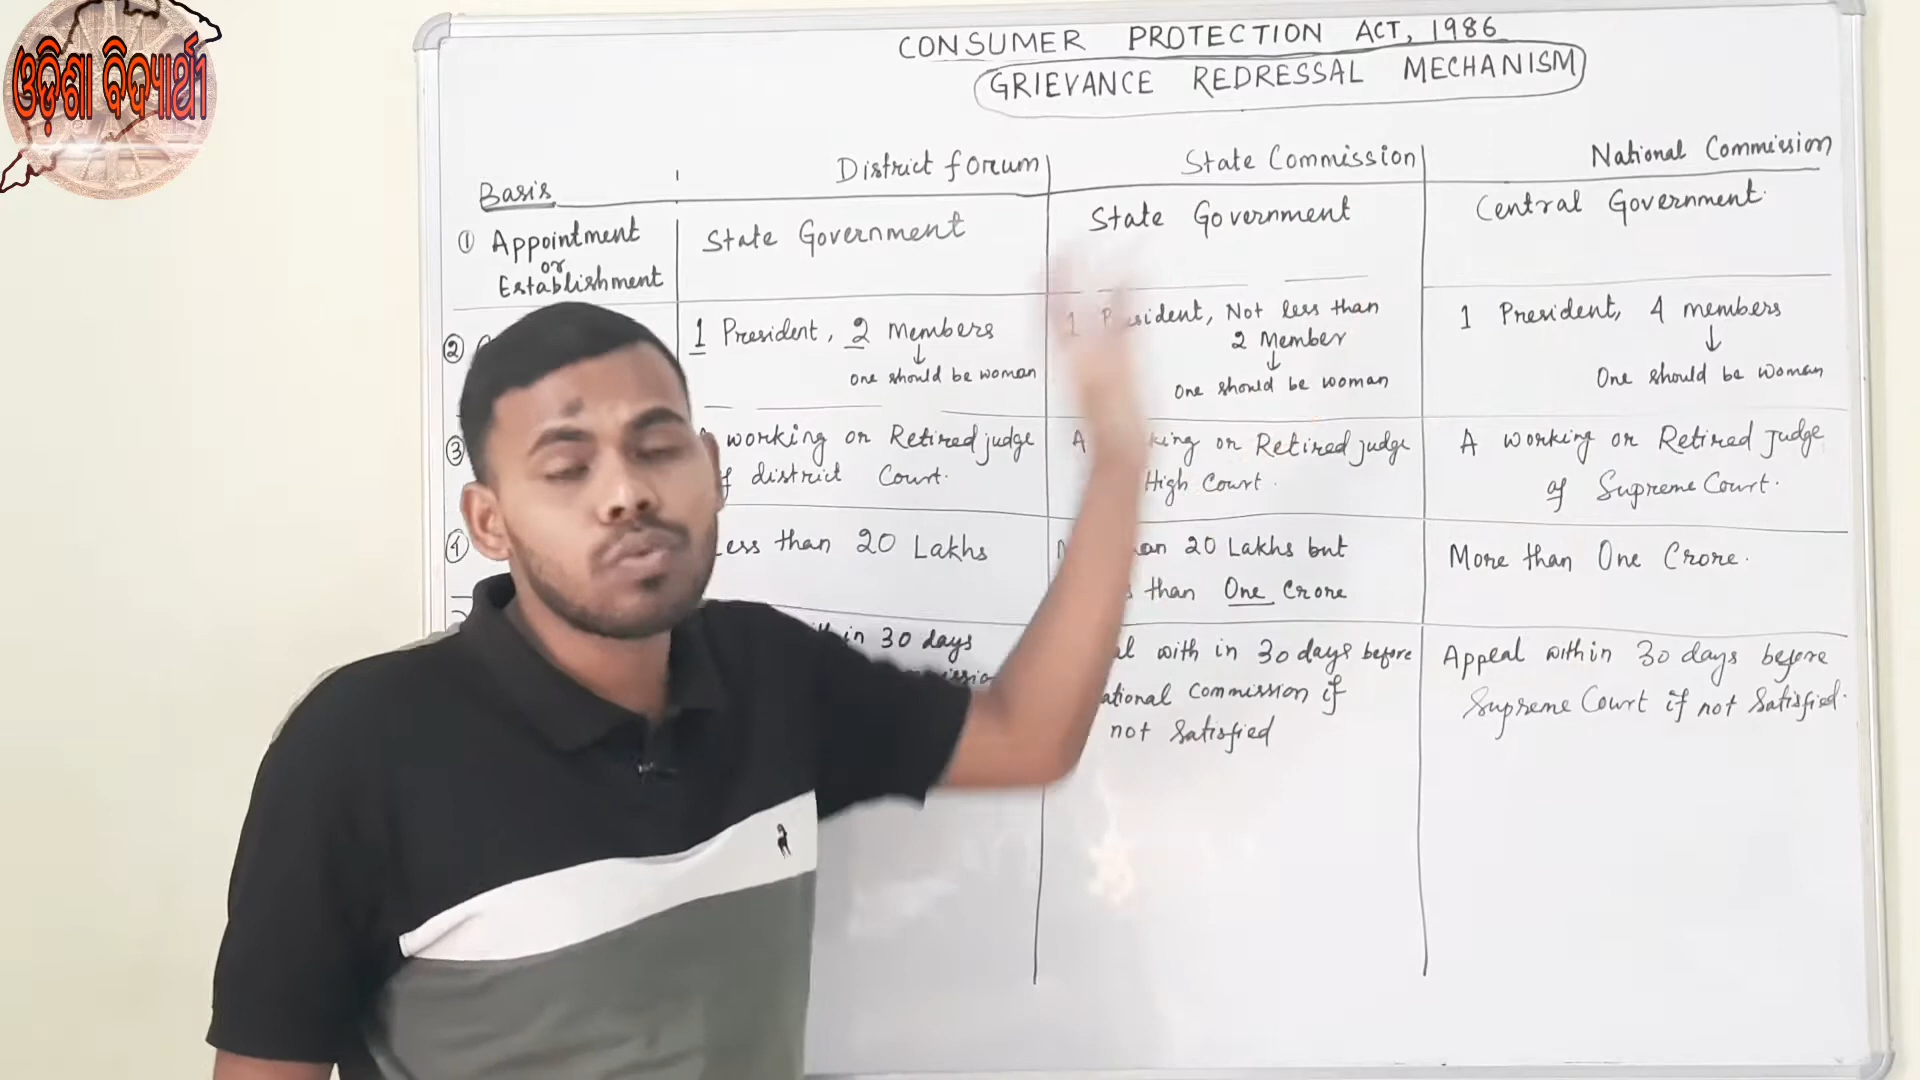 ଓଡ଼ିଶା ବିଦ୍ୟାର୍ଥୀ
CONSUMER PROTECTION ACT, 1986
GRIEVANCE REDRESSAL MECHANISM
Basis
District forum
State Commission
National Commission
① Appointment
or
Establishment
State Government
State Government
Central Government
②
1 President, 2 Members
↓
One should be woman
1 President, Not less than
2 Member
↓
One should be woman
1 President, 4 members
↓
One should be woman
③
working or Retired judge
district Court.
A or Retired judge
High Court.
A working or Retired judge
of Supreme Court.
④
Less than 20 Lakhs
20 Lakhs but
than One Crore
More than One Crore.
in 30 days
with in 30 days before
National Commission if
not Satisfied
Appeal within 30 days before
Supreme Court if not Satisfied.